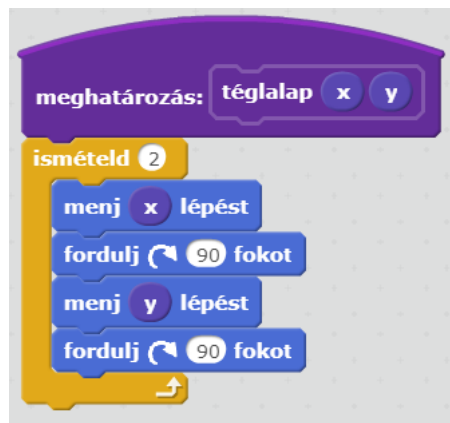 meghatározás: téglalap x y
ismételd 2
menj x lépést
fordulj 90 fokot
menj y lépést
fordulj 90 fokot